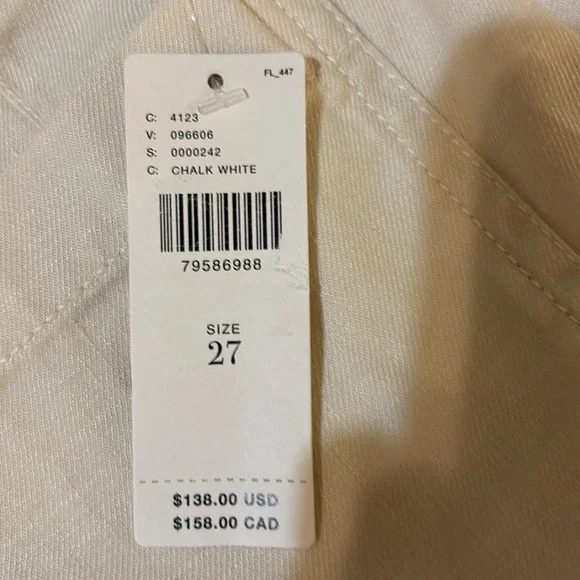 FL_447
C: 4123
V: 096606
S: 0000242
C: CHALK WHITE
79586988
SIZE
27
$138.00 USD
$158.00 CAD